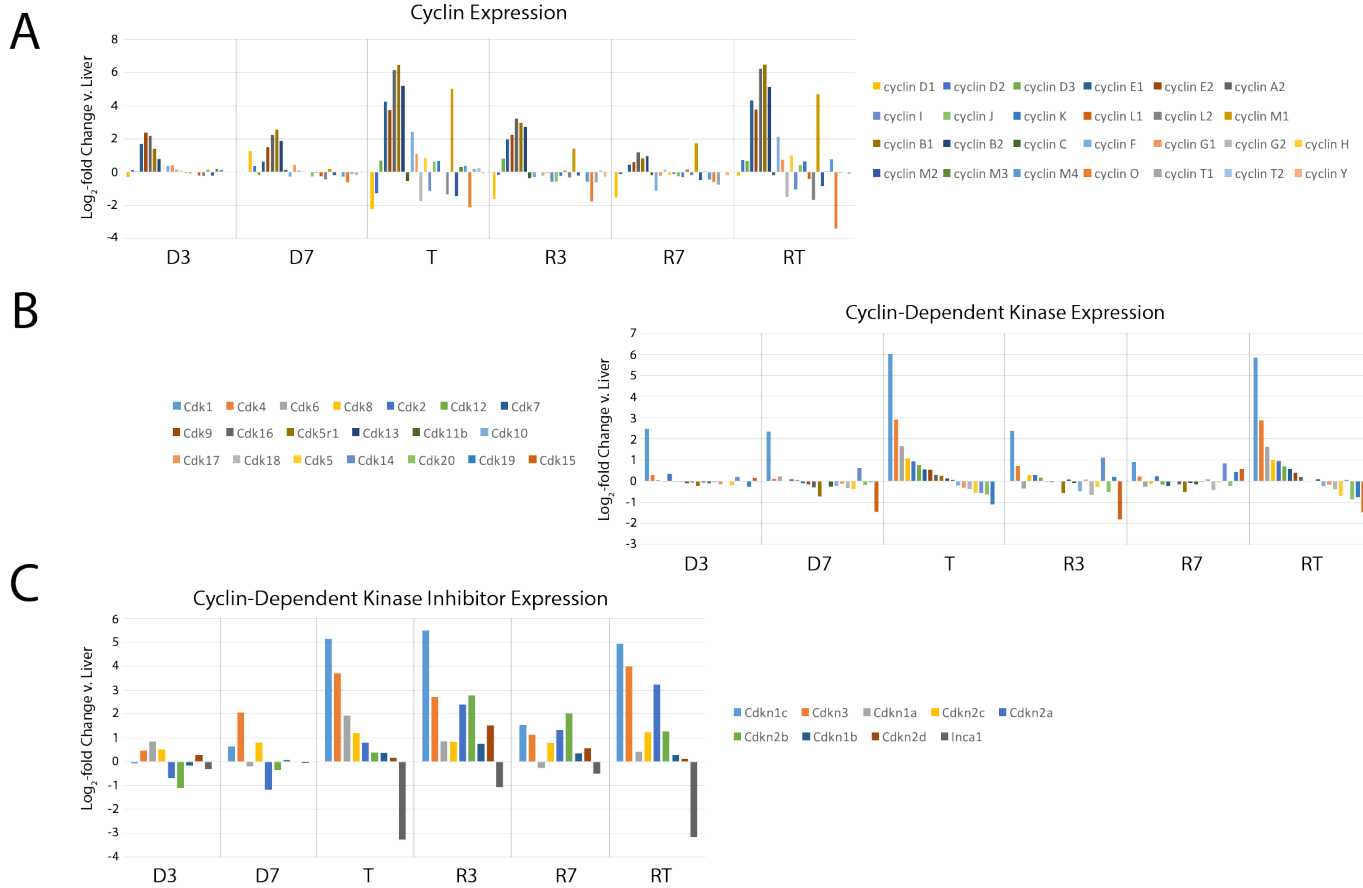 A
Cyclin Expression
Log2-fold Change v. Liver
8
6
4
2
0
-2
-4
D3 D7 T R3 R7 RT
cyclin D1 cyclin D2 cyclin D3 cyclin E1 cyclin E2 cyclin A2
cyclin I cyclin J cyclin K cyclin L1 cyclin L2 cyclin M1
cyclin B1 cyclin B2 cyclin C cyclin F cyclin G1 cyclin G2 cyclin H
cyclin M2 cyclin M3 cyclin M4 cyclin O cyclin T1 cyclin T2 cyclin Y
B
Cyclin-Dependent Kinase Expression
Cdk1 Cdk4 Cdk6 Cdk8 Cdk2 Cdk12 Cdk7
Cdk9 Cdk16 Cdk5r1 Cdk13 Cdk11b Cdk10
Cdk17 Cdk18 Cdk5 Cdk14 Cdk20 Cdk19 Cdk15
Log2-fold Change v. Liver
7
6
5
4
3
2
1
0
-1
-2
-3
D3 D7 T R3 R7 RT
C
Cyclin-Dependent Kinase Inhibitor Expression
Log2-fold Change v. Liver
6
5
4
3
2
1
0
-1
-2
-3
-4
D3 D7 T R3 R7 RT
Cdkn1c Cdkn3 Cdkn1a Cdkn2c Cdkn2a
Cdkn2b Cdkn1b Cdkn2d Inca1